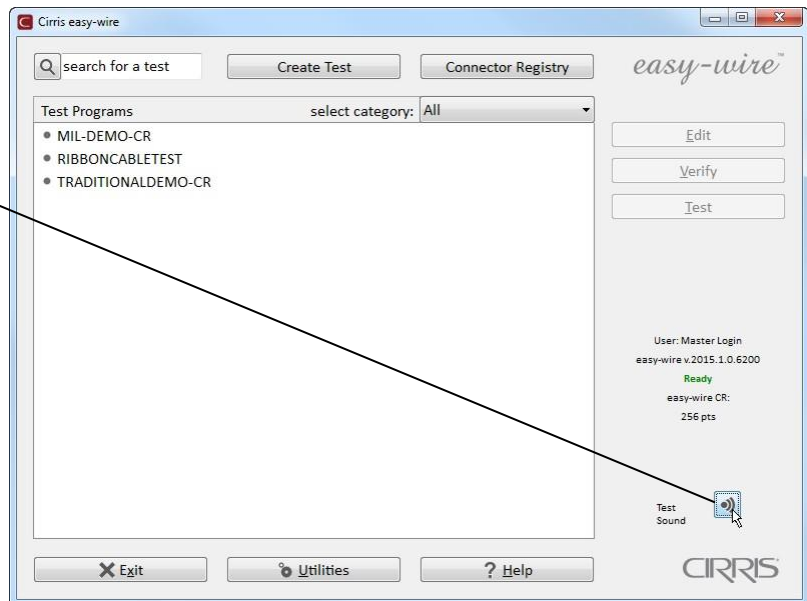 Cirris easy-wire
search for a test
Create Test
Connector Registry
easy-wire™
Test Programs
select category: All
MIL-DEMO-CR
RIBBONCABLETEST
TRADITIONALDEMO-CR
Edit
Verify
Test
User: Master Login
easy-wire v.2015.1.0.6200
Ready
easy-wire CR:
256 pts
Test
Sound
Exit
Utilities
? Help
CIRRIS